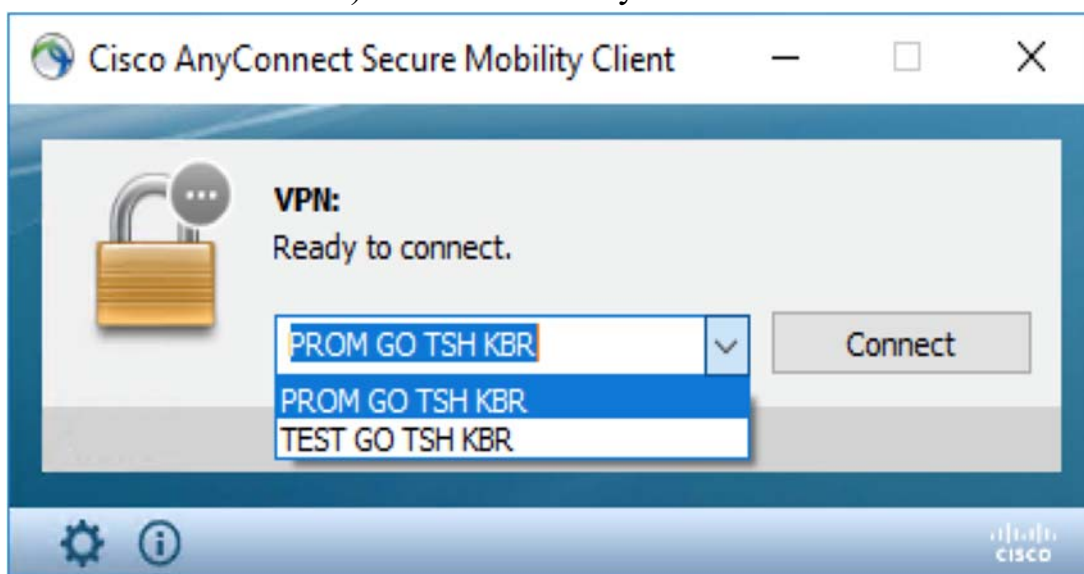 Cisco AnyConnect Secure Mobility Client
VPN:
Ready to connect.
PROM GO TSH KBR
Connect
PROM GO TSH KBR
TEST GO TSH KBR
CISCO